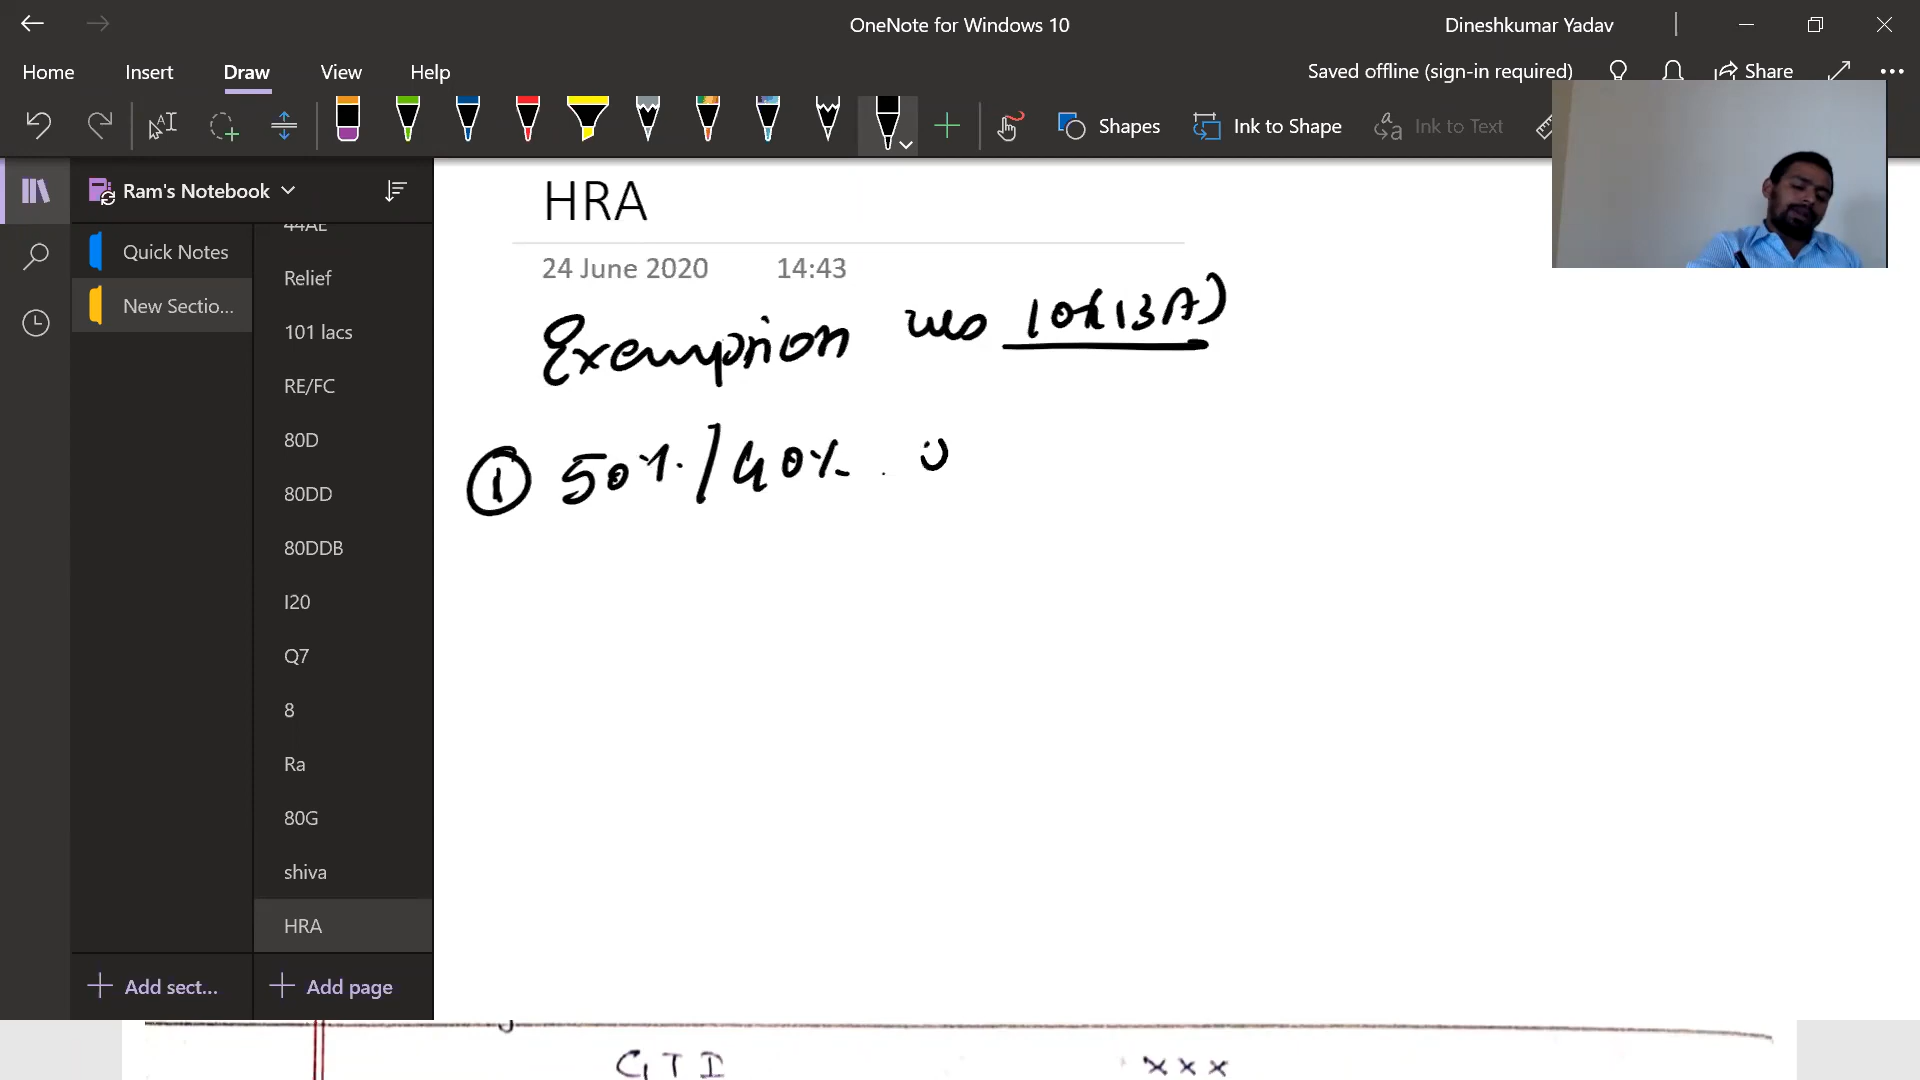 OneNote for Windows 10
Dineshkumar Yadav
Home Insert Draw View Help
Saved offline (sign-in required) Share
Shapes Ink to Shape Ink to Text
Ram's Notebook
Quick Notes
New Sectio...
44AE
Relief
101 lacs
RE/FC
80D
80DD
80DDB
I20
Q7
8
Ra
80G
shiva
HRA
Add sect...
Add page
HRA
24 June 2020 14:43
Exemption u/s 10(13A)
① 50%/40% o
GTI xxx